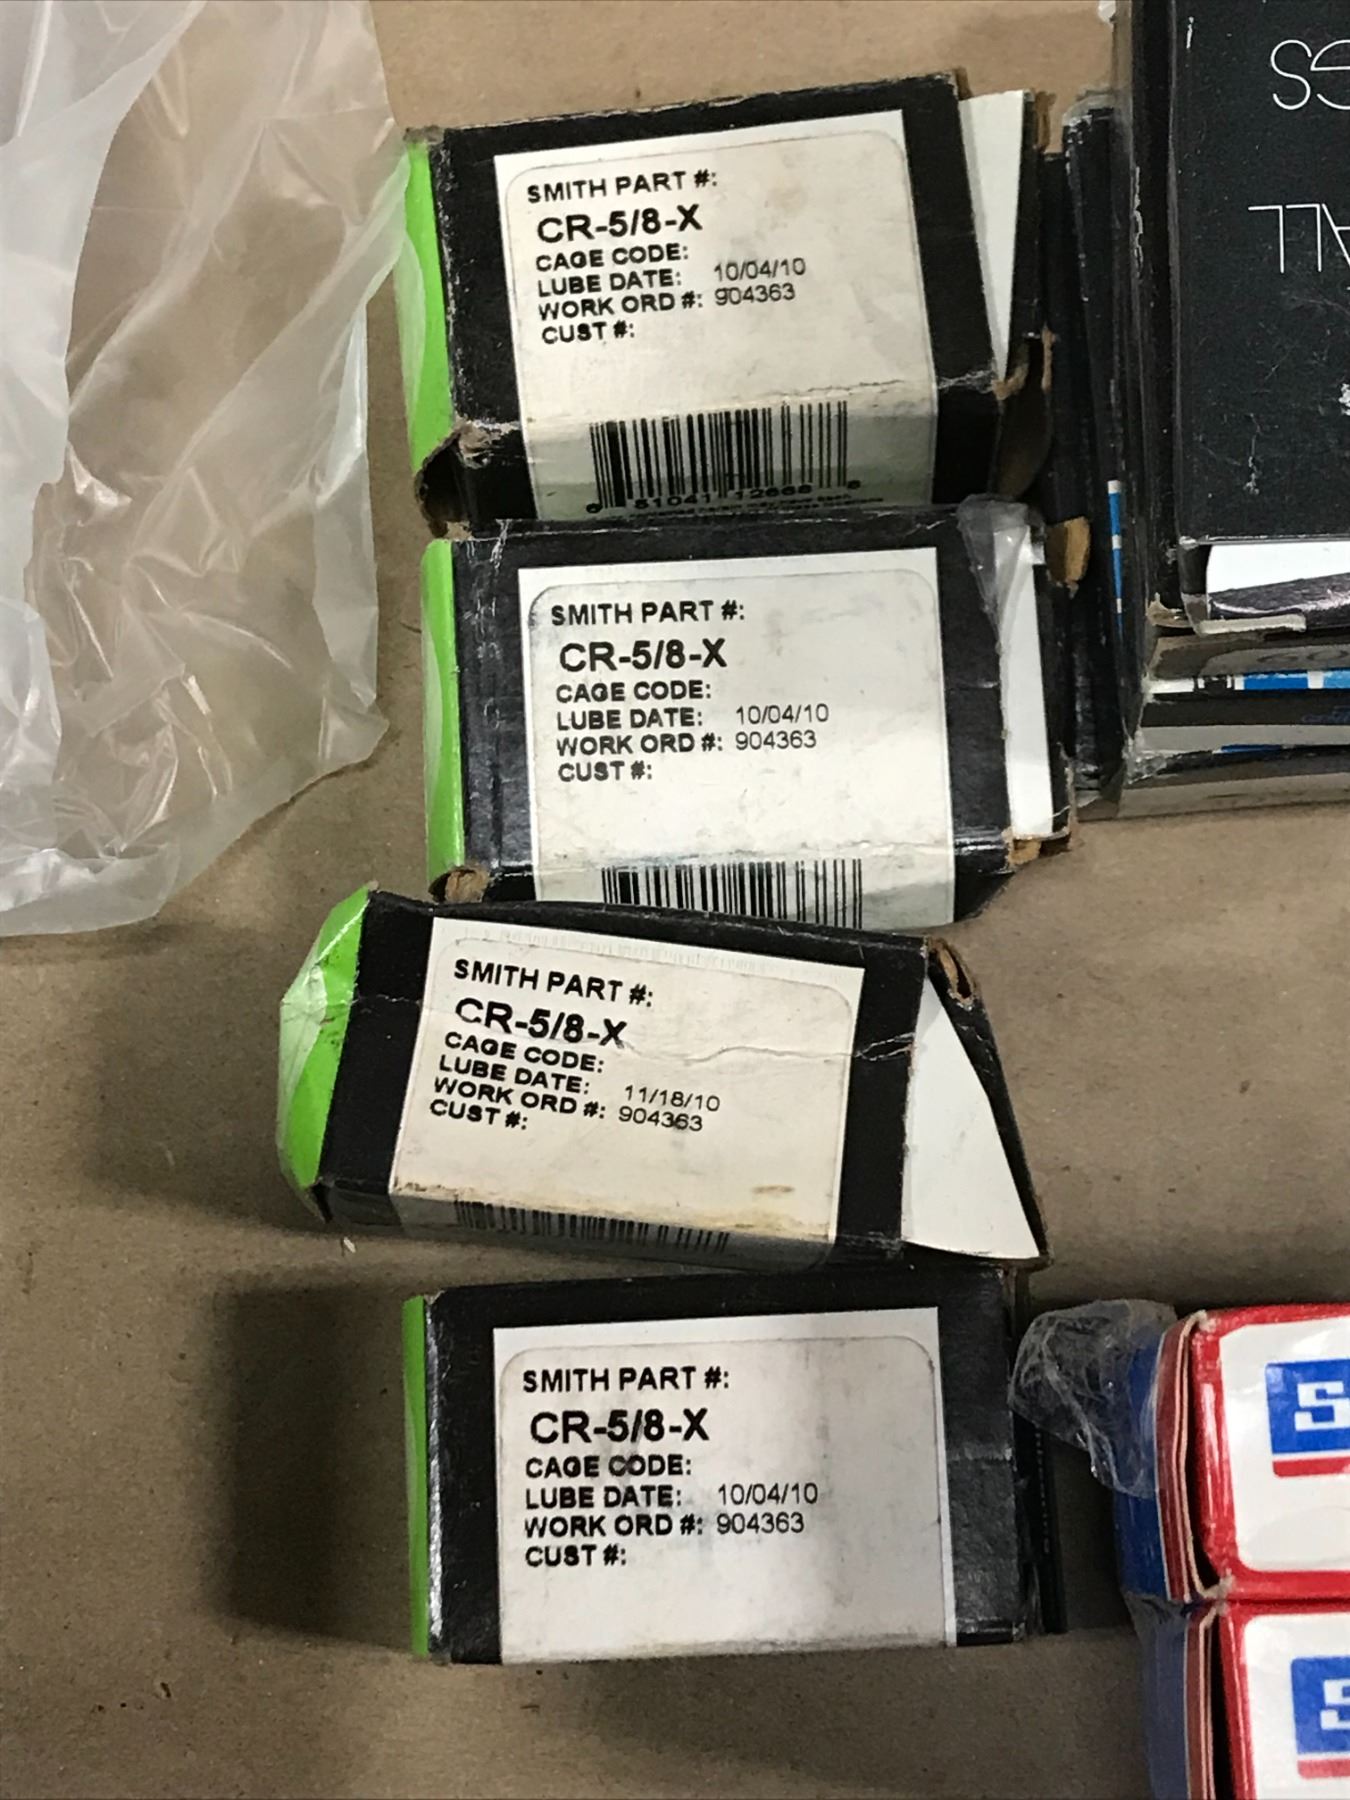 SMITH PART #:
CR-5/8-X
CAGE CODE:
LUBE DATE: 10/04/10
WORK ORD #: 904363
CUST #:
SMITH PART #:
CR-5/8-X
CAGE CODE:
LUBE DATE: 10/04/10
WORK ORD #: 904363
CUST #:
SMITH PART #:
CR-5/8-X
CAGE CODE:
LUBE DATE: 11/18/10
WORK ORD #: 904363
CUST #:
SMITH PART #:
CR-5/8-X
CAGE CODE:
LUBE DATE: 10/04/10
WORK ORD #: 904363
CUST #: